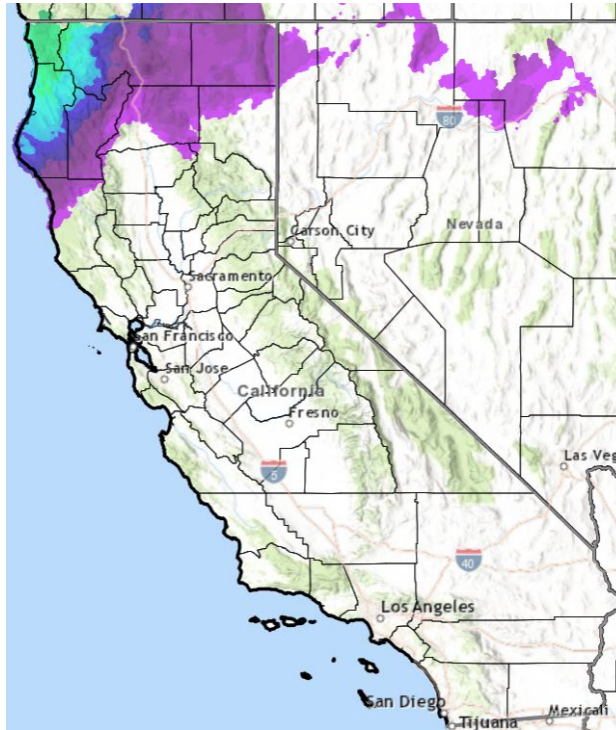 80
Nevada
Carson City
Sacramento
San Francisco
San Jose
California
Fresno
Las Veg
5
40
Los Angeles
San Diego
Mexicali
Tijuana